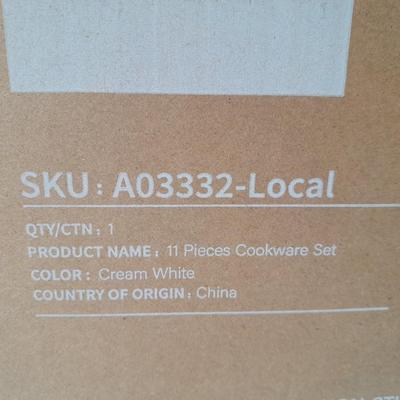 SKU : A03332-Local
QTY/CTN : 1
PRODUCT NAME : 11 Pieces Cookware Set
COLOR : Cream White
COUNTRY OF ORIGIN : China